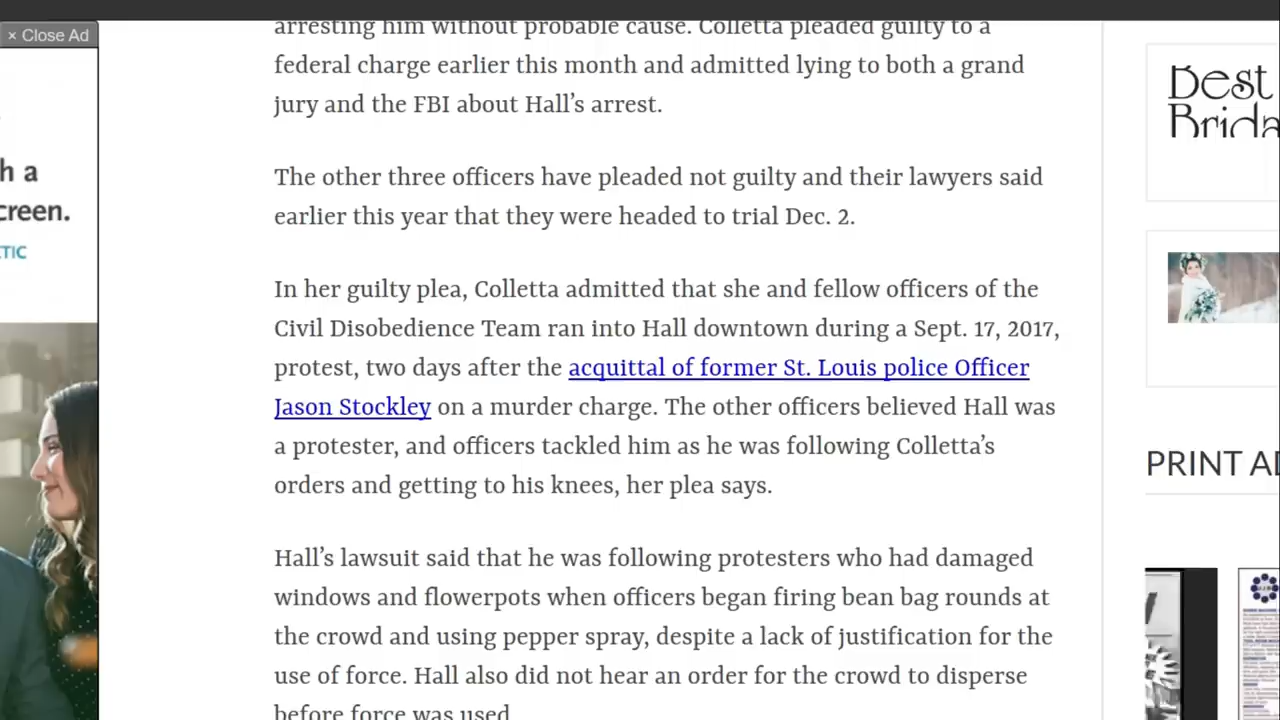 × Close Ad
h a
creen.
TIC
arresting him without probable cause. Colletta pleaded guilty to a
federal charge earlier this month and admitted lying to both a grand
jury and the FBI about Hall’s arrest.
The other three officers have pleaded not guilty and their lawyers said
earlier this year that they were headed to trial Dec. 2.
In her guilty plea, Colletta admitted that she and fellow officers of the
Civil Disobedience Team ran into Hall downtown during a Sept. 17, 2017,
protest, two days after the acquittal of former St. Louis police Officer
Jason Stockley on a murder charge. The other officers believed Hall was
a protester, and officers tackled him as he was following Colletta’s
orders and getting to his knees, her plea says.
Hall’s lawsuit said that he was following protesters who had damaged
windows and flowerpots when officers began firing bean bag rounds at
the crowd and using pepper spray, despite a lack of justification for the
use of force. Hall also did not hear an order for the crowd to disperse
before force was used
Best
Brida
PRINT AD